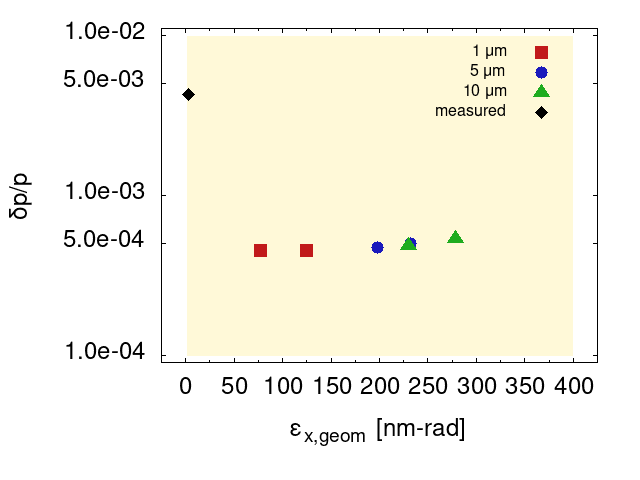 1.0e-02
5.0e-03
1.0e-03
5.0e-04
1.0e-04
δp/p
1 µm
5 µm
10 µm
measured
0 50 100 150 200 250 300 350 400
εx,geom [nm-rad]